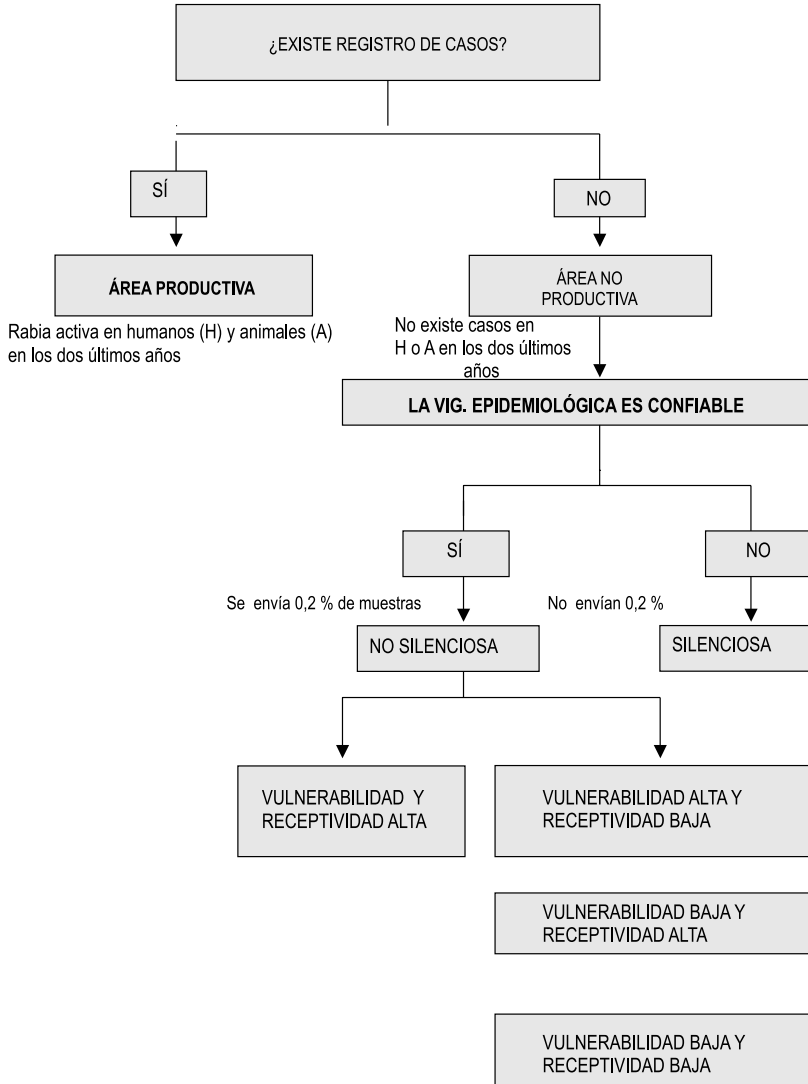 ¿EXISTE REGISTRO DE CASOS?
SÍ
NO
ÁREA PRODUCTIVA
ÁREA NO
PRODUCTIVA
Rabia activa en humanos (H) y animales (A)
en los dos últimos años
No existe casos en
H o A en los dos últimos
años
LA VIG. EPIDEMIOLÓGICA ES CONFIABLE
SÍ
NO
Se envía 0,2 % de muestras
No envían 0,2 %
NO SILENCIOSA
SILENCIOSA
VULNERABILIDAD Y
RECEPTIVIDAD ALTA
VULNERABILIDAD ALTA Y
RECEPTIVIDAD BAJA
VULNERABILIDAD BAJA Y
RECEPTIVIDAD ALTA
VULNERABILIDAD BAJA Y
RECEPTIVIDAD BAJA